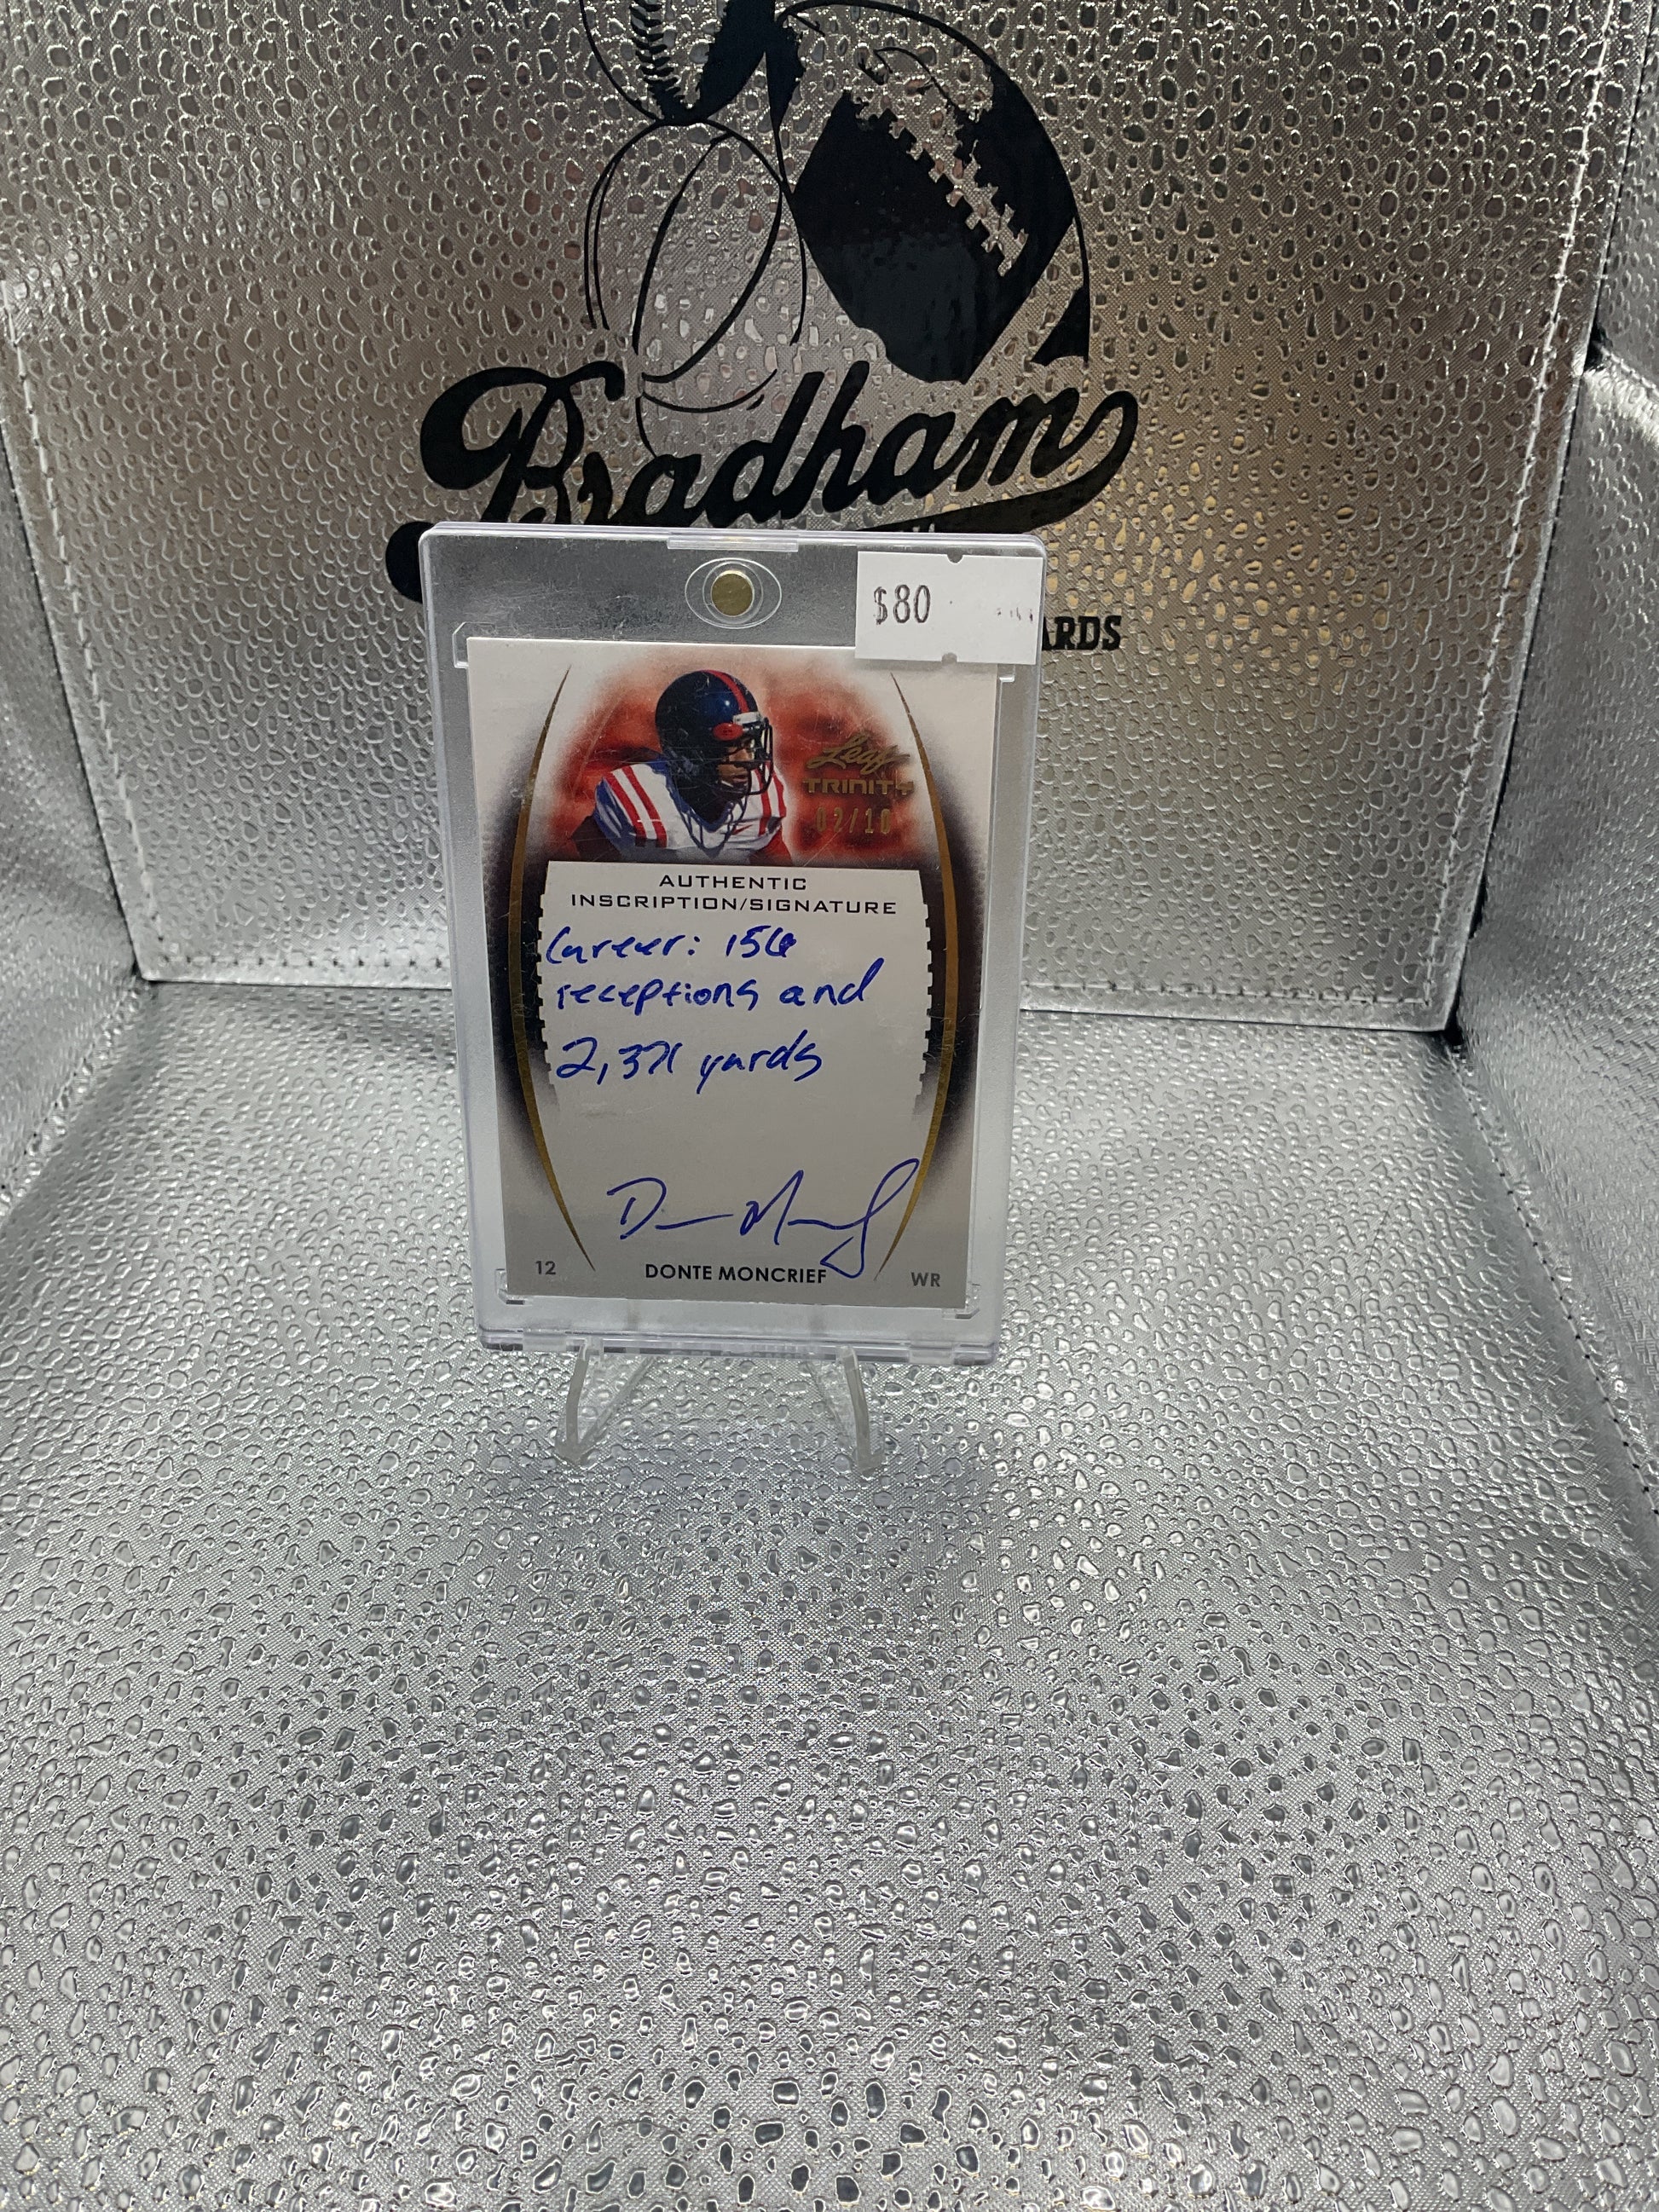 Bradham
$80
ARDS
Leaf
TRINITY
02/10
AUTHENTIC
INSCRIPTION/SIGNATURE
Career: 156
receptions and
2,371 yards
12
DONTE MONCRIEF
WR